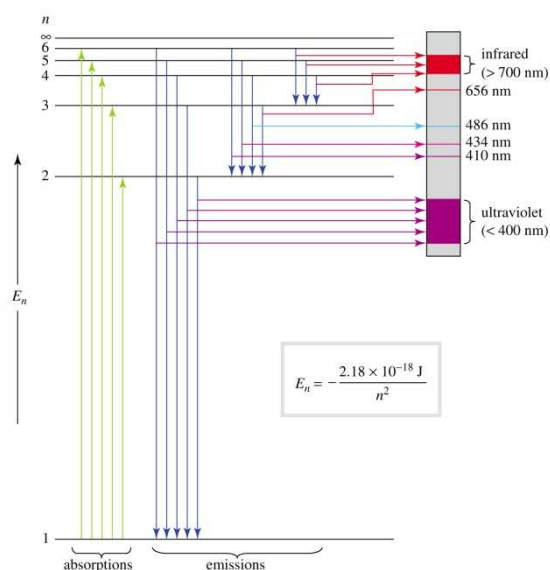 n
∞
6
5
4
3
2
1
E_n
infrared
(> 700 nm)
656 nm
486 nm
434 nm
410 nm
ultraviolet
(< 400 nm)
E_n = − 2.18 × 10⁻¹⁸ J / n²
absorptions
emissions